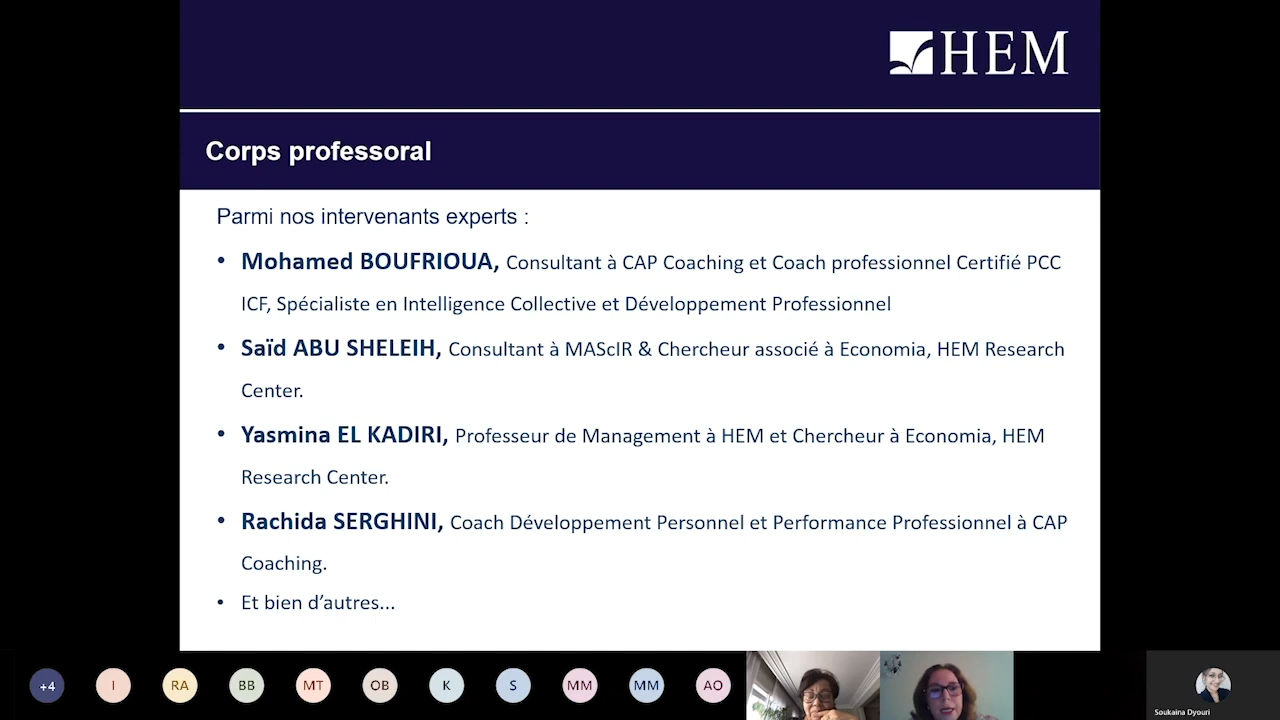 HEM
Corps professoral
Parmi nos intervenants experts :
• Mohamed BOUFRIOUA, Consultant à CAP Coaching et Coach professionnel Certifié PCC
ICF, Spécialiste en Intelligence Collective et Développement Professionnel
• Saïd ABU SHELEIH, Consultant à MAScIR & Chercheur associé à Economia, HEM Research
Center.
• Yasmina EL KADIRI, Professeur de Management à HEM et Chercheur à Economia, HEM
Research Center.
• Rachida SERGHINI, Coach Développement Personnel et Performance Professionnel à CAP
Coaching.
• Et bien d’autres...
+4 I RA BB MT OB K S MM MM AO
Soukaina Dyouri